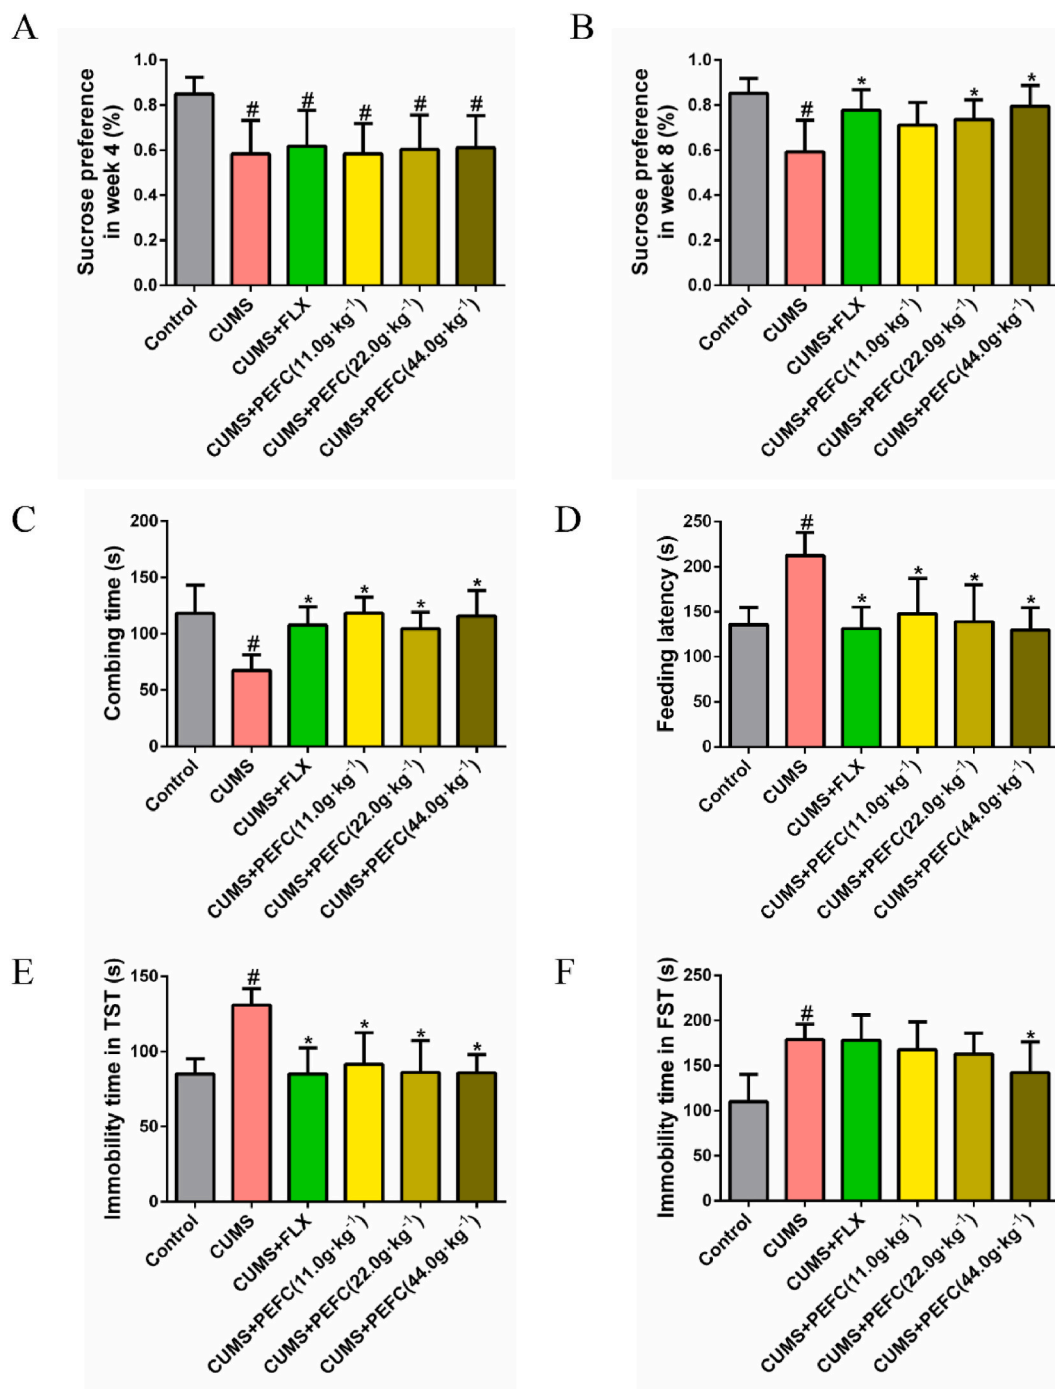 A
Sucrose preference
in week 4 (%)
1.0
0.8
0.6
0.4
0.2
0.0
# # # # #
Control
CUMS
CUMS+FLX
CUMS+PEFC(11.0g·kg⁻¹)
CUMS+PEFC(22.0g·kg⁻¹)
CUMS+PEFC(44.0g·kg⁻¹)
B
Sucrose preference
in week 8 (%)
1.0
0.8
0.6
0.4
0.2
0.0
# * * *
Control
CUMS
CUMS+FLX
CUMS+PEFC(11.0g·kg⁻¹)
CUMS+PEFC(22.0g·kg⁻¹)
CUMS+PEFC(44.0g·kg⁻¹)
C
Combing time (s)
200
150
100
50
0
# * * * *
Control
CUMS
CUMS+FLX
CUMS+PEFC(11.0g·kg⁻¹)
CUMS+PEFC(22.0g·kg⁻¹)
CUMS+PEFC(44.0g·kg⁻¹)
D
Feeding latency (s)
250
200
150
100
50
0
# * * * *
Control
CUMS
CUMS+FLX
CUMS+PEFC(11.0g·kg⁻¹)
CUMS+PEFC(22.0g·kg⁻¹)
CUMS+PEFC(44.0g·kg⁻¹)
E
Immobility time in TST (s)
150
100
50
0
# * * * *
Control
CUMS
CUMS+FLX
CUMS+PEFC(11.0g·kg⁻¹)
CUMS+PEFC(22.0g·kg⁻¹)
CUMS+PEFC(44.0g·kg⁻¹)
F
Immobility time in FST (s)
250
200
150
100
50
0
# *
Control
CUMS
CUMS+FLX
CUMS+PEFC(11.0g·kg⁻¹)
CUMS+PEFC(22.0g·kg⁻¹)
CUMS+PEFC(44.0g·kg⁻¹)